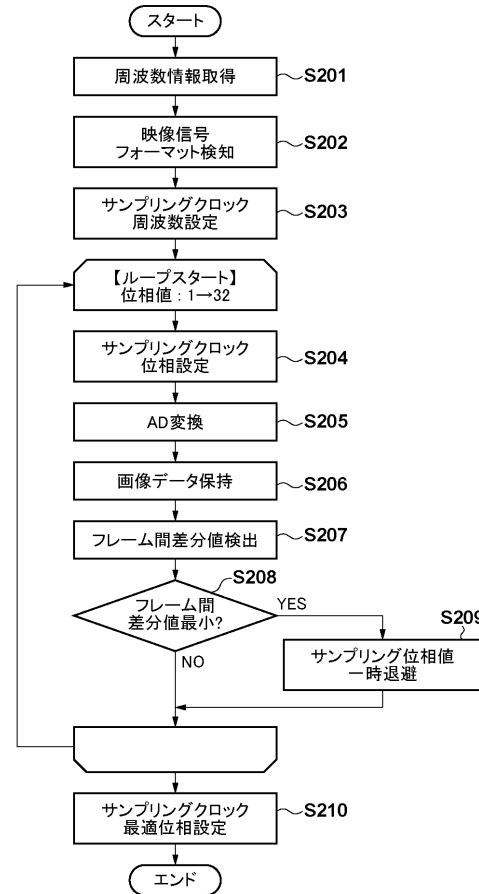 スタート
周波数情報取得
S201
映像信号
フォーマット検知
S202
サンプリングクロック
周波数設定
S203
【ループスタート】
位相値：1→32
サンプリングクロック
位相設定
S204
AD変換
S205
画像データ保持
S206
フレーム間差分値検出
S207
S208
フレーム間
差分値最小?
YES
NO
S209
サンプリング位相値
一時退避
サンプリングクロック
最適位相設定
S210
エンド